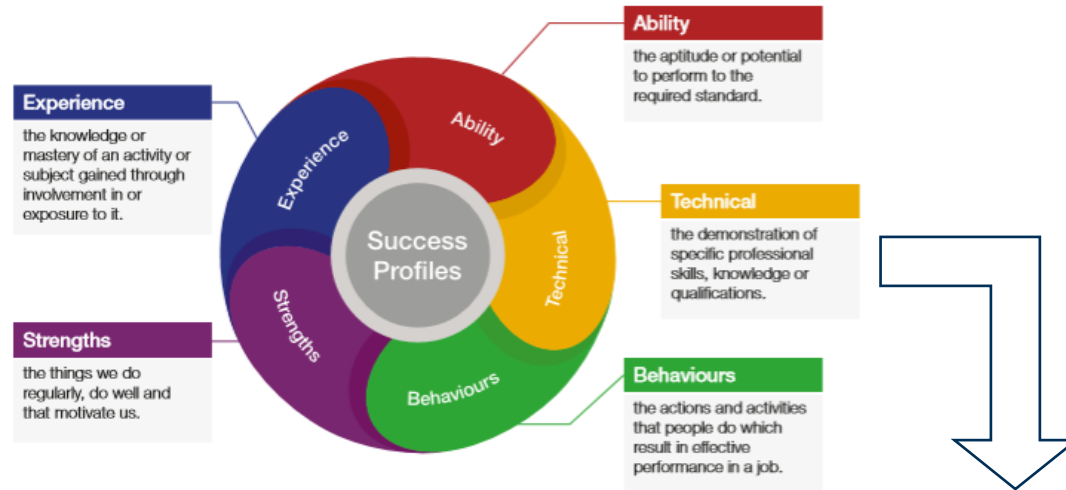 Ability
the aptitude or potential
to perform to the
required standard.
Experience
the knowledge or
mastery of an activity or
subject gained through
involvement in or
exposure to it.
Ability
Experience
Success
Profiles
Technical
Strengths
Behaviours
Technical
the demonstration of
specific professional
skills, knowledge or
qualifications.
Strengths
the things we do
regularly, do well and
that motivate us.
Behaviours
the actions and activities
that people do which
result in effective
performance in a job.